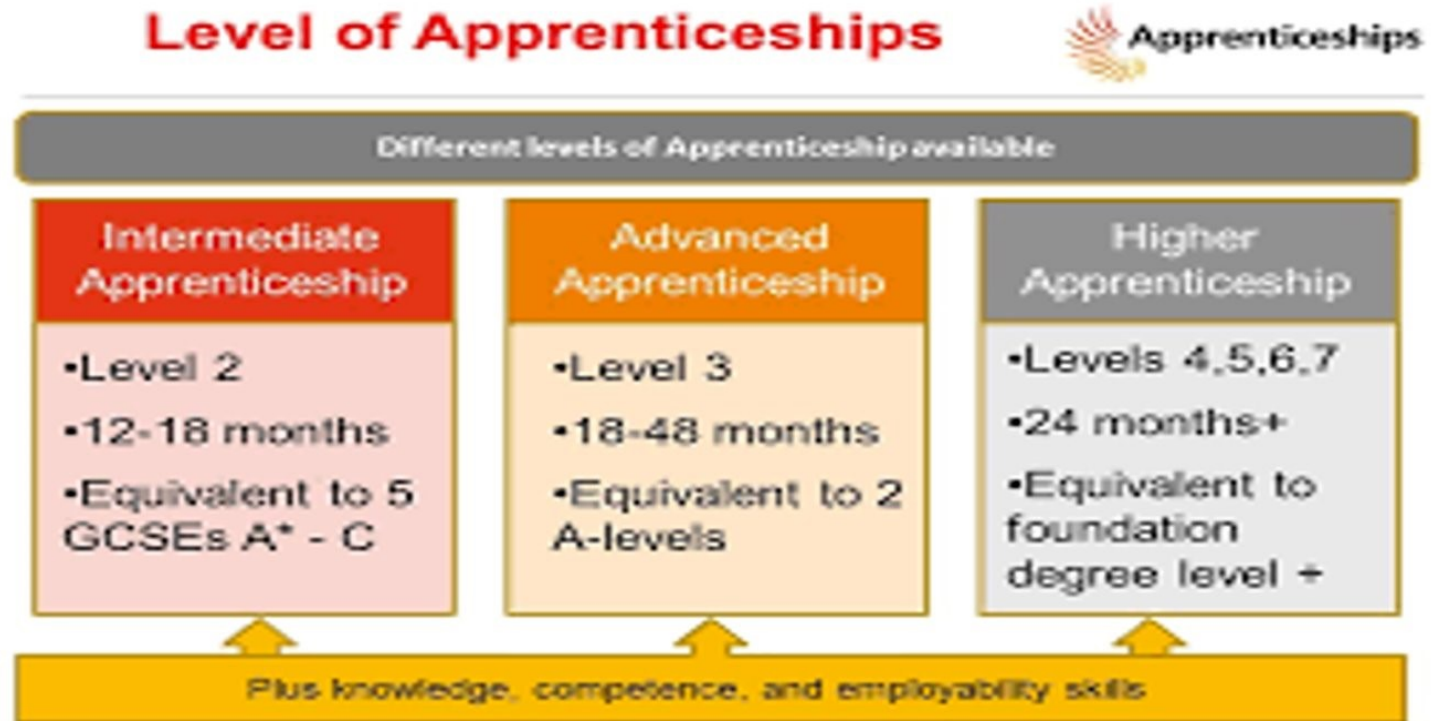 Level of Apprenticeships
Apprenticeships
Different levels of Apprenticeship available
Intermediate
Apprenticeship
•Level 2
•12-18 months
•Equivalent to 5
GCSEs A* - C
Advanced
Apprenticeship
•Level 3
•18-48 months
•Equivalent to 2
A-levels
Higher
Apprenticeship
•Levels 4,5,6,7
•24 months+
•Equivalent to
foundation
degree level +
Plus knowledge, competence, and employability skills